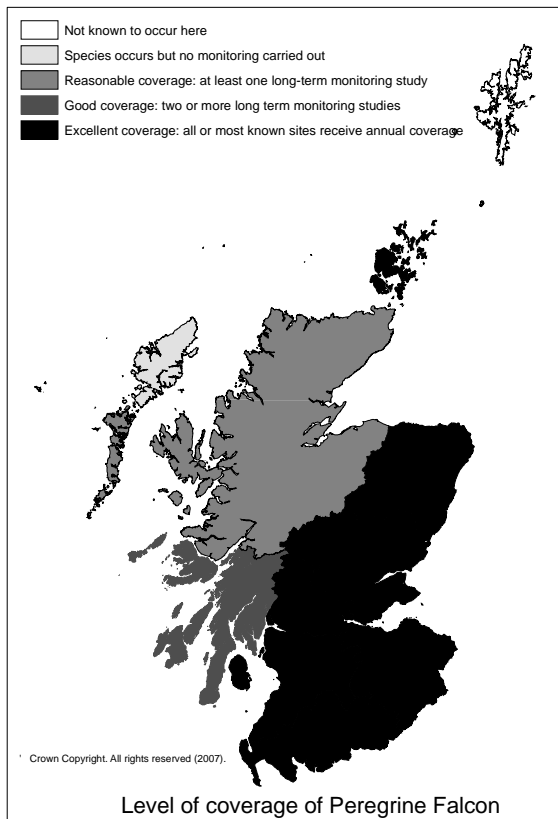 Not known to occur here
Species occurs but no monitoring carried out
Reasonable coverage: at least one long-term monitoring study
Good coverage: two or more long term monitoring studies
Excellent coverage: all or most known sites receive annual coverage
' Crown Copyright. All rights reserved (2007).
Level of coverage of Peregrine Falcon